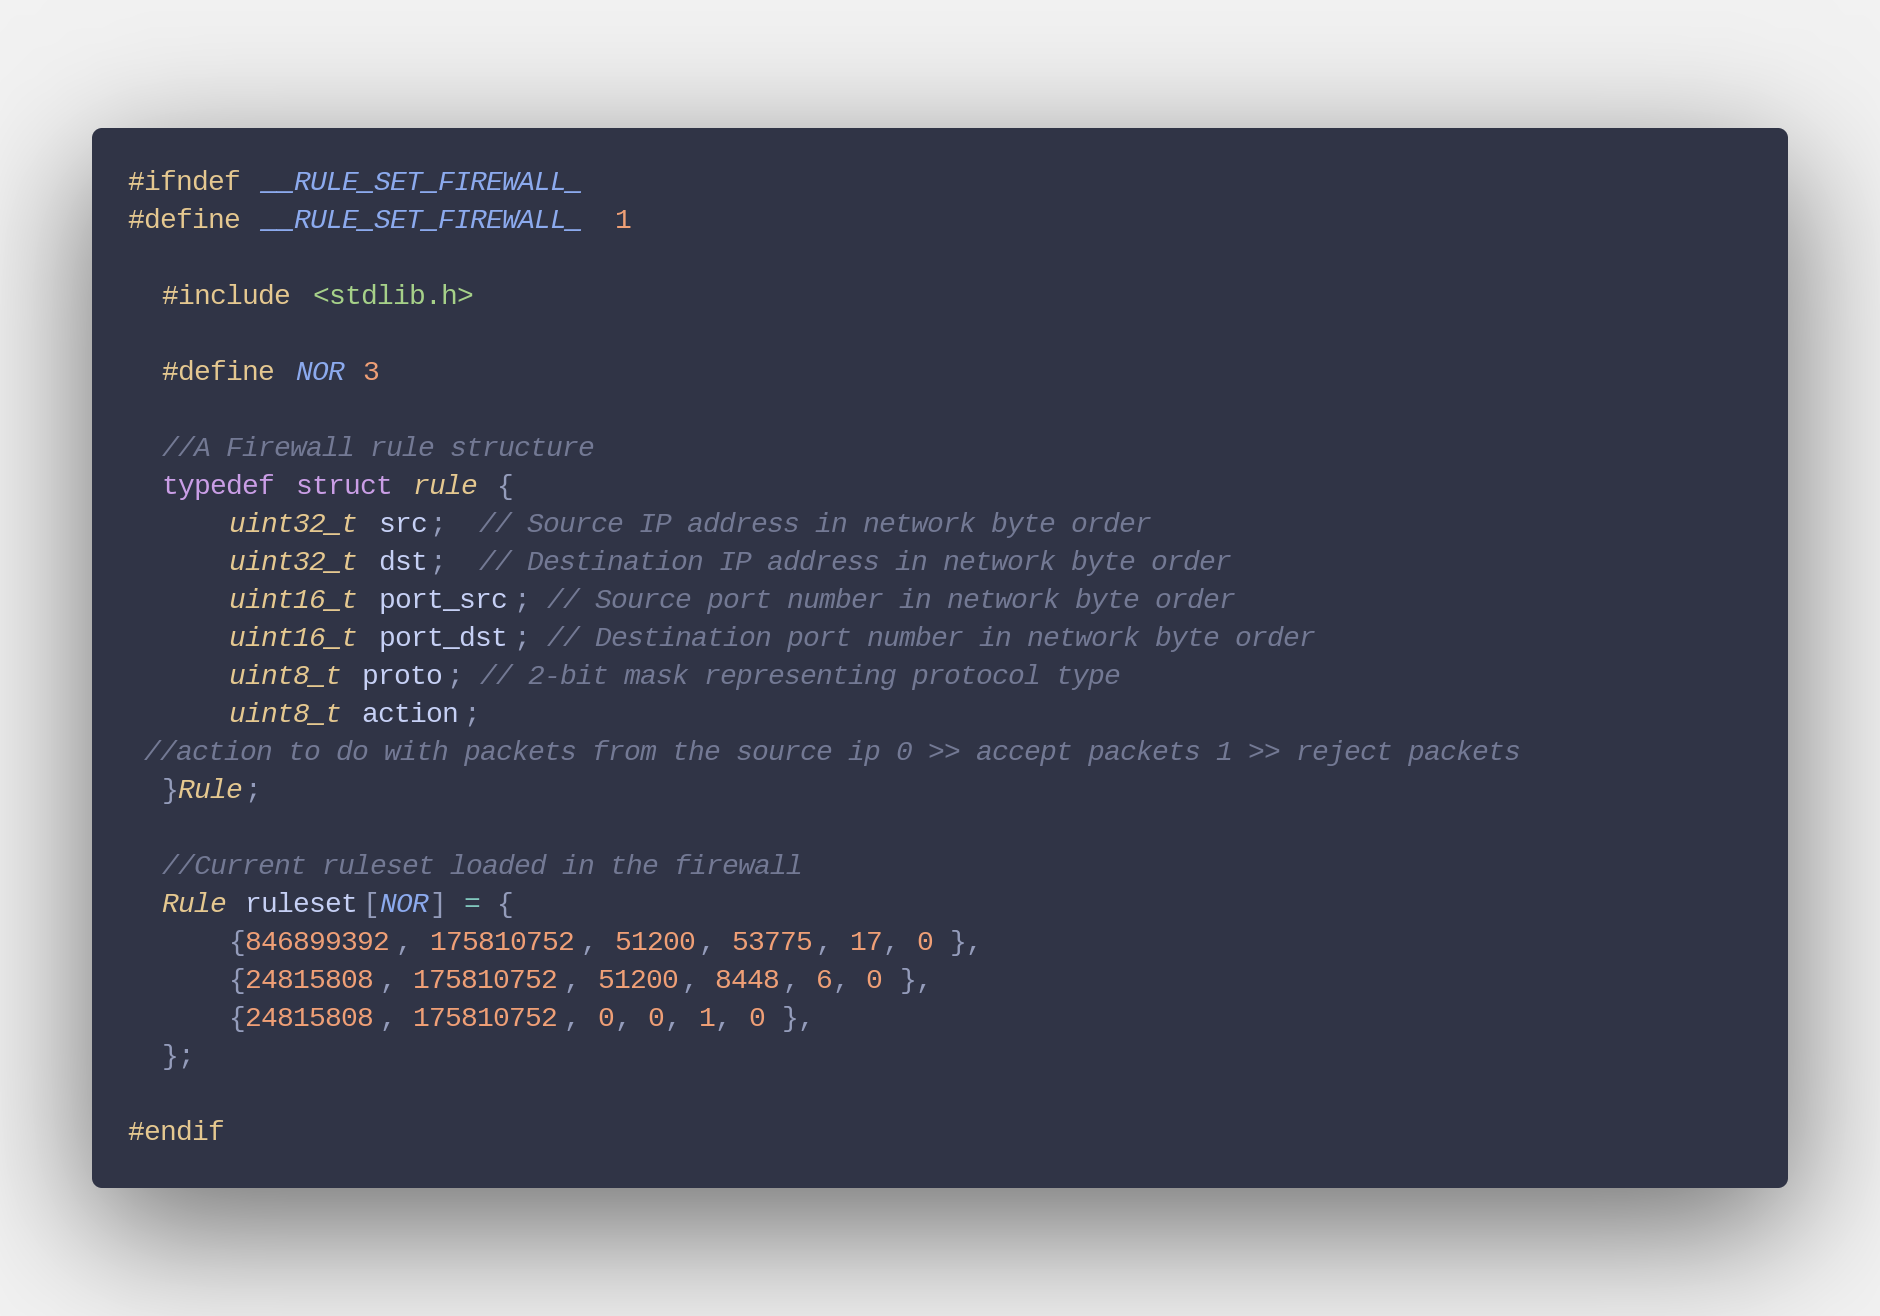 #ifndef __RULE_SET_FIREWALL_
#define __RULE_SET_FIREWALL_  1
#include <stdlib.h>
#define NOR 3
//A Firewall rule structure
typedef struct rule {
uint32_t src;  // Source IP address in network byte order
uint32_t dst;  // Destination IP address in network byte order
uint16_t port_src; // Source port number in network byte order
uint16_t port_dst; // Destination port number in network byte order
uint8_t proto; // 2-bit mask representing protocol type
uint8_t action;
//action to do with packets from the source ip 0 >> accept packets 1 >> reject packets
}Rule;
//Current ruleset loaded in the firewall
Rule ruleset[NOR] = {
{846899392, 175810752, 51200, 53775, 17, 0 },
{24815808, 175810752, 51200, 8448, 6, 0 },
{24815808, 175810752, 0, 0, 1, 0 },
};
#endif